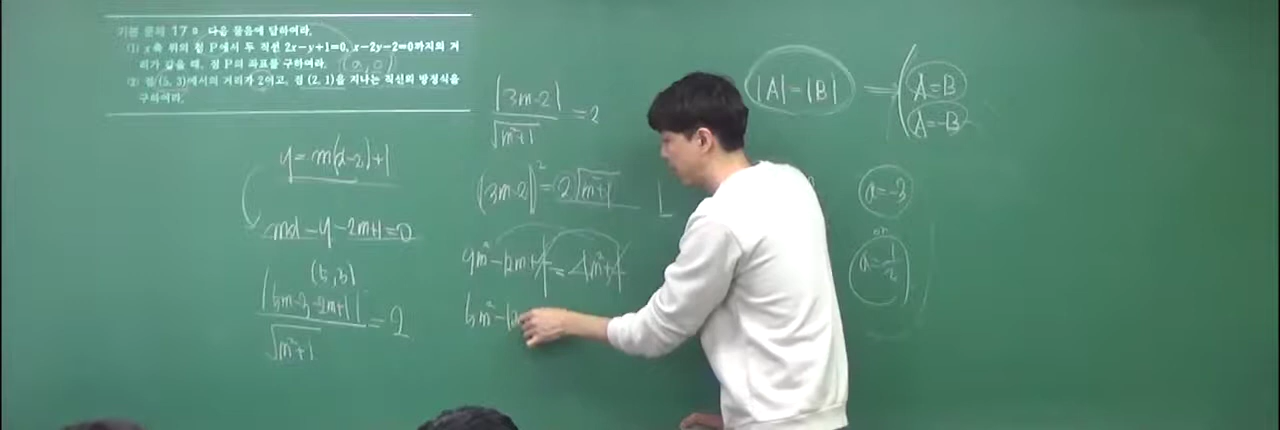 기본 문제 17 다음 물음에 답하여라.
(1) x축 위의 점 P에서 두 직선 2x-y+1=0, x-2y-2=0까지의 거
리가 같을 때, 점 P의 좌표를 구하여라.
(a, 0)
(2) 점 (5, 3)에서의 거리가 2이고, 점 (2, 1)을 지나는 직선의 방정식을
구하여라.
y = m(x-2)+1
mx-y-2m+1=0
(5, 3)
|5m-3-2m+1| / √m²+1 = 2
|3m-2| / √m²+1 = 2
(3m-2)² = 2√m²+1
9m²-12m+4 = 4m²+4
5m²-12
|A|=|B|
A=B
A=-B
a=-3
or
a=1/3